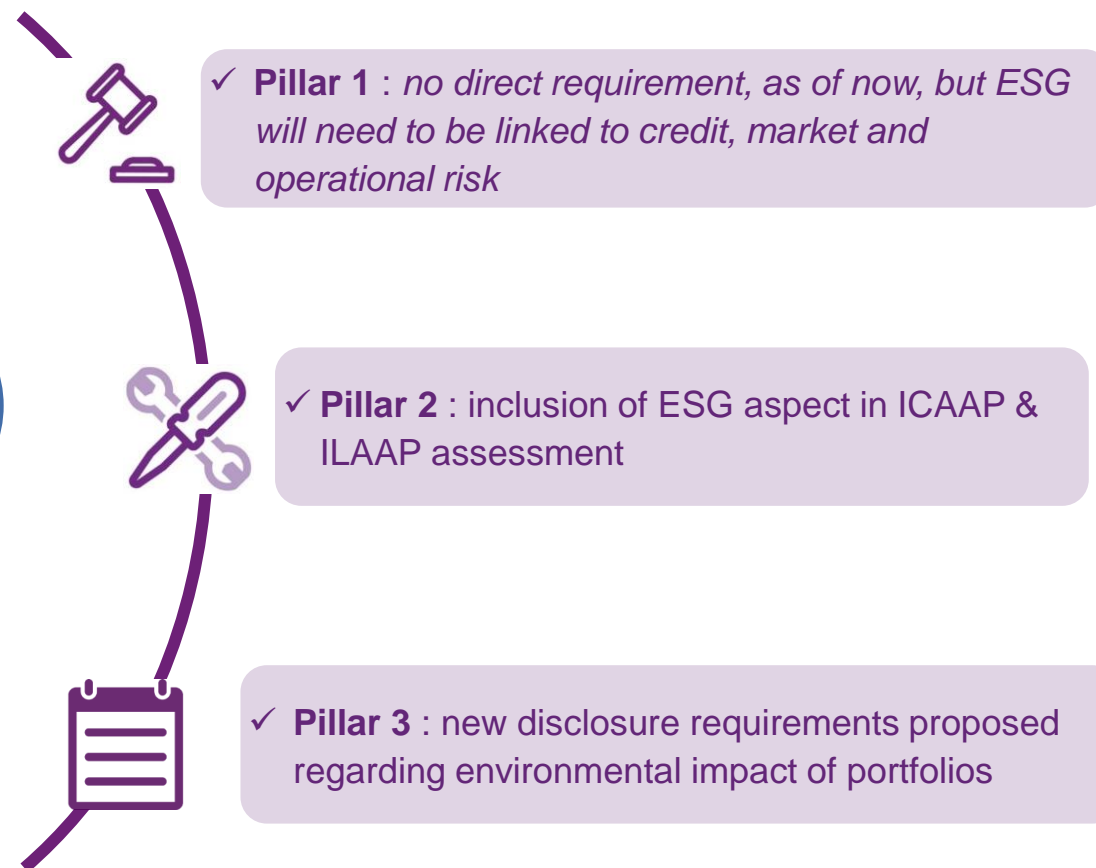 ✓ Pillar 1 : no direct requirement, as of now, but ESG
will need to be linked to credit, market and
operational risk
✓ Pillar 2 : inclusion of ESG aspect in ICAAP &
ILAAP assessment
✓ Pillar 3 : new disclosure requirements proposed
regarding environmental impact of portfolios